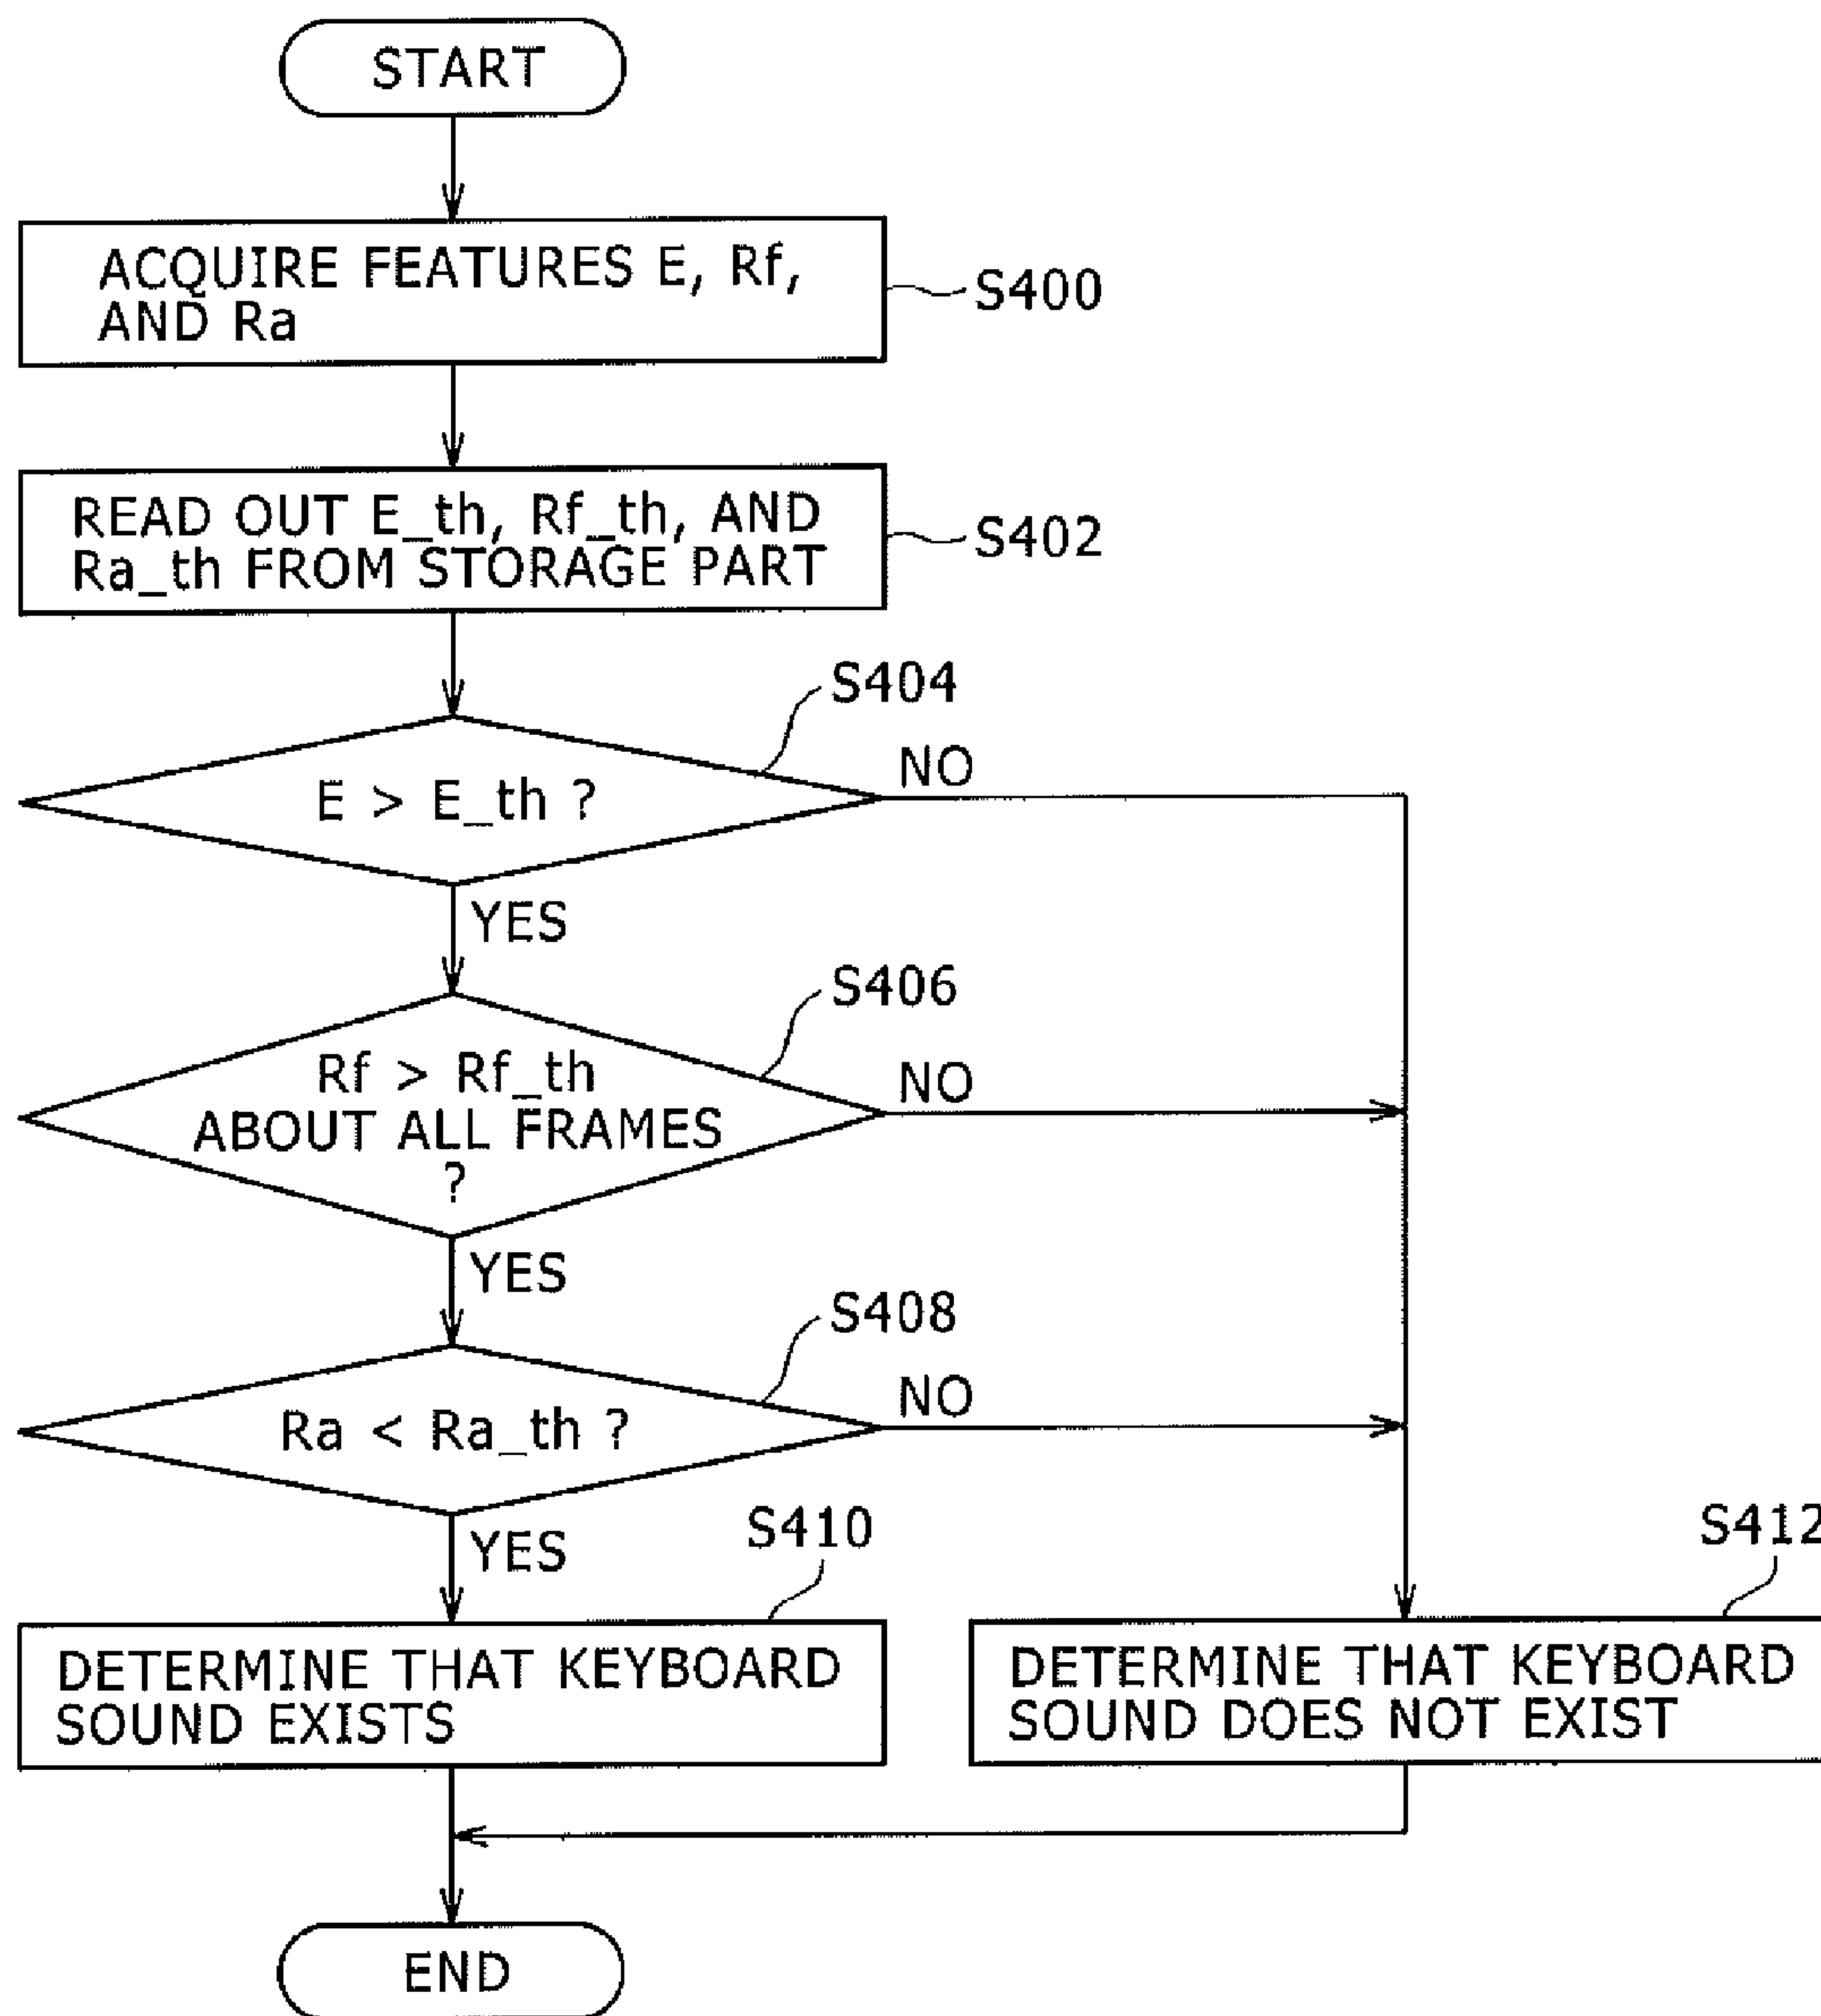 START
ACQUIRE FEATURES E, Rf,
AND Ra
S400
READ OUT E_th, Rf_th, AND
Ra_th FROM STORAGE PART
S402
S404
E > E_th ?
NO
YES
S406
Rf > Rf_th
ABOUT ALL FRAMES
?
NO
YES
S408
Ra < Ra_th ?
NO
YES
S410
DETERMINE THAT KEYBOARD
SOUND EXISTS
S412
DETERMINE THAT KEYBOARD
SOUND DOES NOT EXIST
END